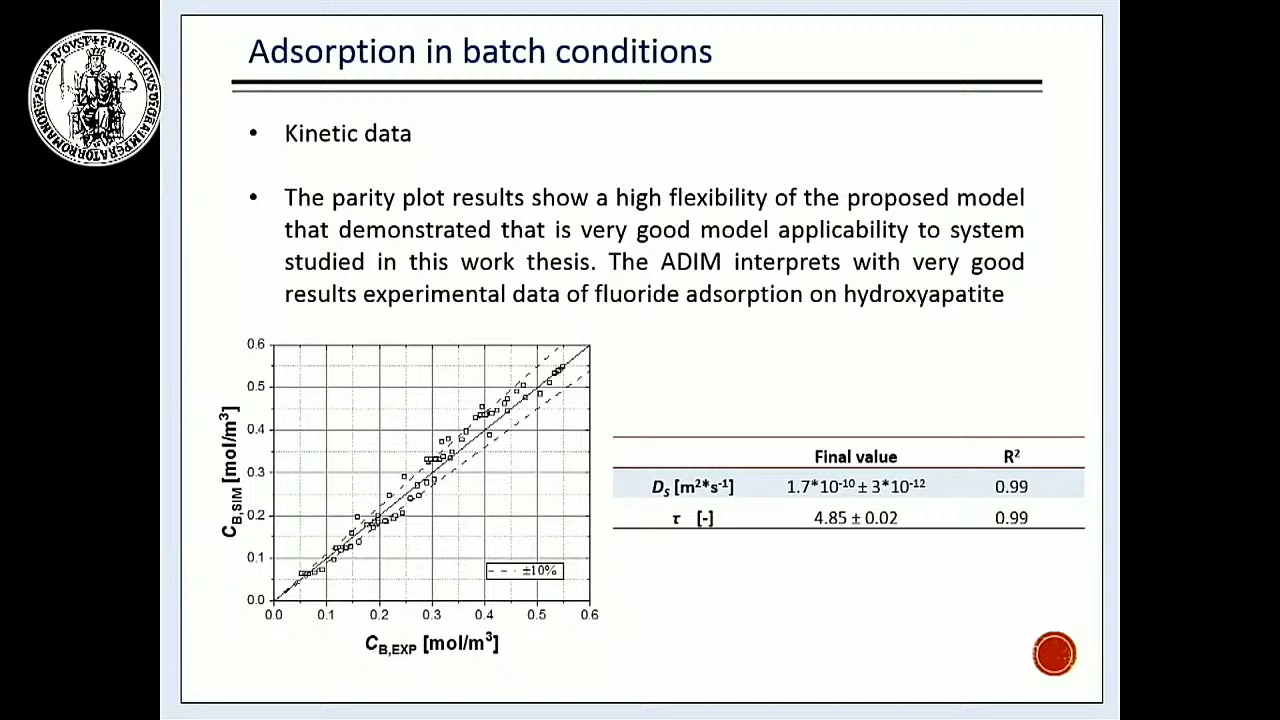 Adsorption in batch conditions
• Kinetic data
• The parity plot results show a high flexibility of the proposed model
that demonstrated that is very good model applicability to system
studied in this work thesis. The ADIM interprets with very good
results experimental data of fluoride adsorption on hydroxyapatite
0.6
0.5
0.4
0.3
0.2
0.1
0.0
C_B,SIM [mol/m³]
±10%
0.0 0.1 0.2 0.3 0.4 0.5 0.6
C_B,EXP [mol/m³]
Final value R²
D_S [m²*s⁻¹] 1.7*10⁻¹⁰ ± 3*10⁻¹² 0.99
τ [-] 4.85 ± 0.02 0.99